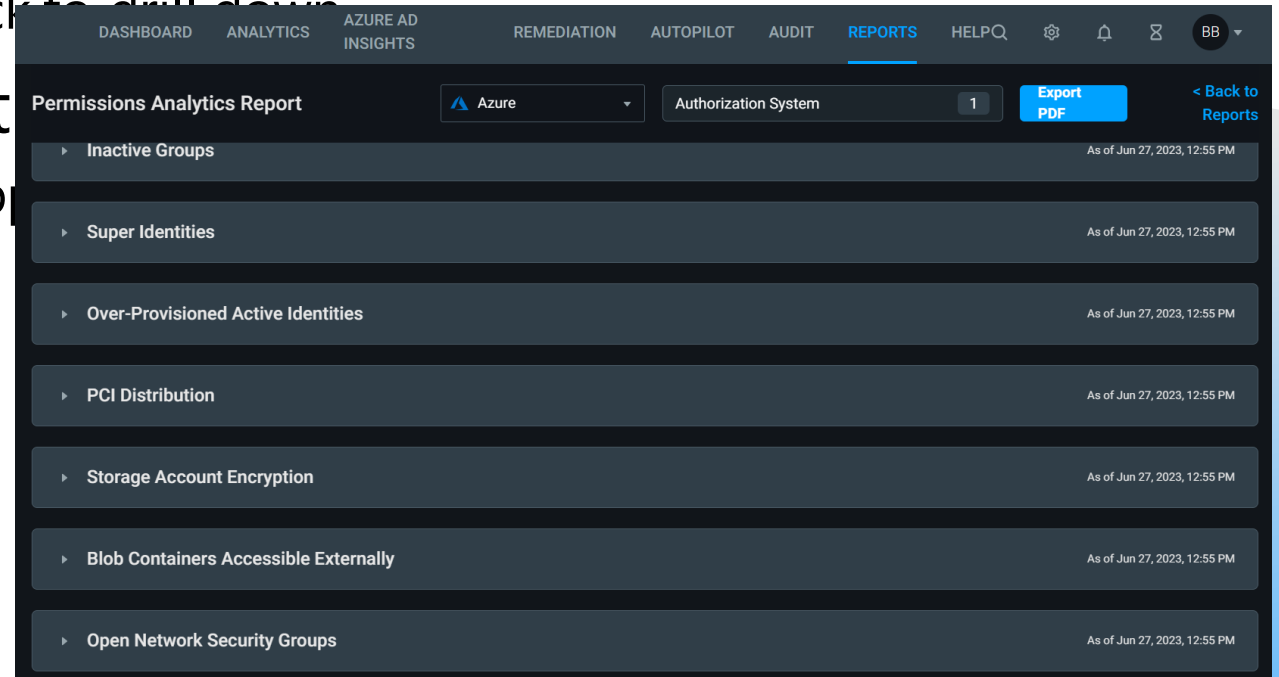 to drill down
DASHBOARD ANALYTICS AZURE AD INSIGHTS REMEDIATION AUTOPILOT AUDIT REPORTS HELP BB
Permissions Analytics Report Azure Authorization System 1 Export PDF < Back to Reports
Inactive Groups As of Jun 27, 2023, 12:55 PM
Super Identities As of Jun 27, 2023, 12:55 PM
Over-Provisioned Active Identities As of Jun 27, 2023, 12:55 PM
PCI Distribution As of Jun 27, 2023, 12:55 PM
Storage Account Encryption As of Jun 27, 2023, 12:55 PM
Blob Containers Accessible Externally As of Jun 27, 2023, 12:55 PM
Open Network Security Groups As of Jun 27, 2023, 12:55 PM